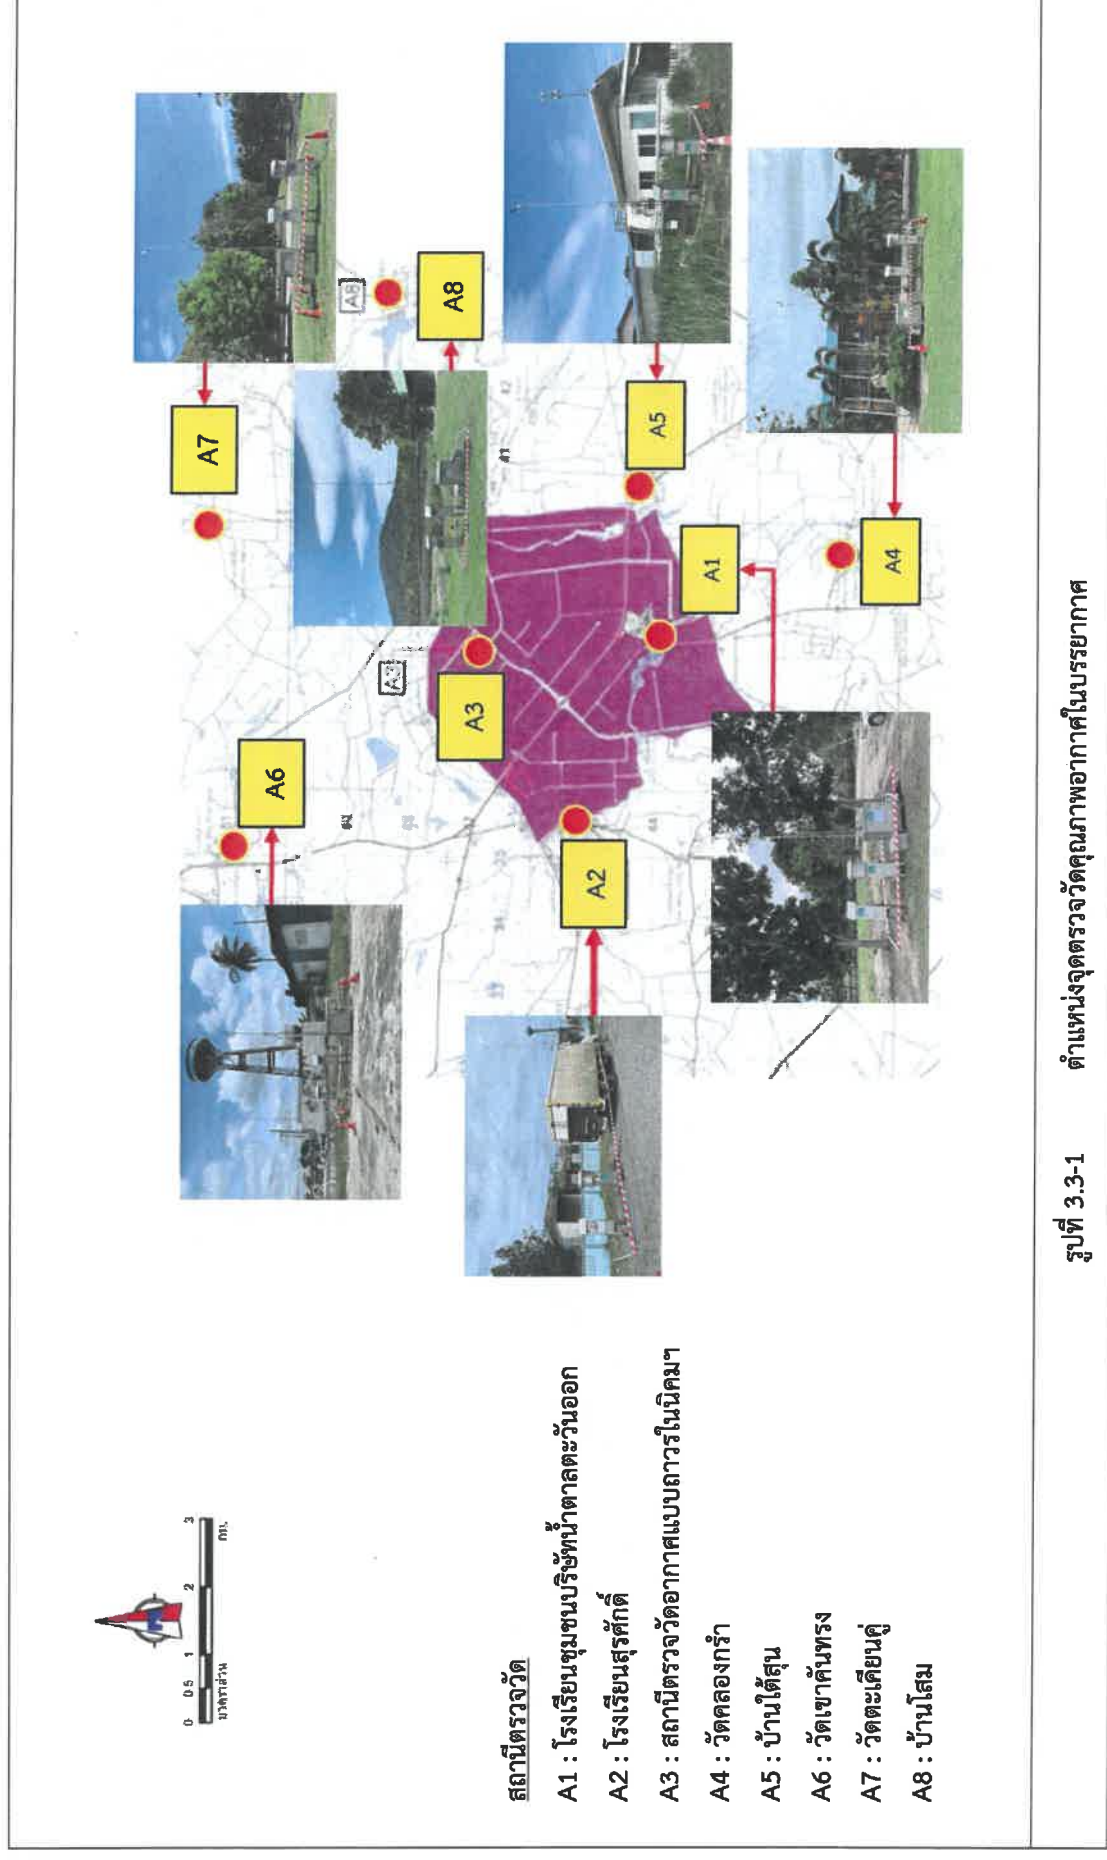 0 0.5 1 2 3
มาตราส่วน กม.
สถานีตรวจวัด
A1 : โรงเรียนชุมชนบริษัทน้ำตาลตะวันออก
A2 : โรงเรียนสุรศักดิ์
A3 : สถานีตรวจวัดอากาศแบบถาวรในนิคมฯ
A4 : วัดคลองกรำ
A5 : บ้านใต้สุน
A6 : วัดเขาคันทรง
A7 : วัดตะเคียนคู่
A8 : บ้านโสม
A6
A7
A8
A8
A3
A3
A2
A5
A1
A4
รูปที่ 3.3-1 ตำแหน่งจุดตรวจวัดคุณภาพอากาศในบรรยากาศ